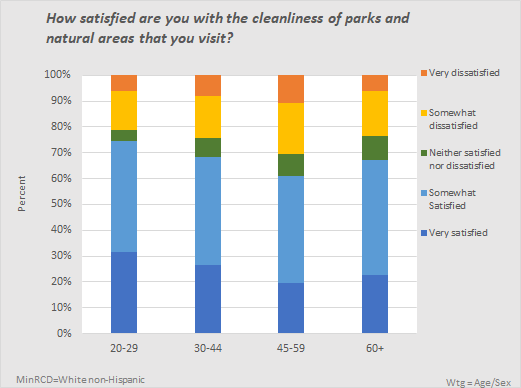 How satisfied are you with the cleanliness of parks and
natural areas that you visit?
100%
90%
80%
70%
60%
50%
40%
30%
20%
10%
0%
Percent
20-29
30-44
45-59
60+
Very dissatisfied
Somewhat
dissatisfied
Neither satisfied
nor dissatisfied
Somewhat
Satisfied
Very satisfied
MinRCD=White non-Hispanic
Wtg = Age/Sex